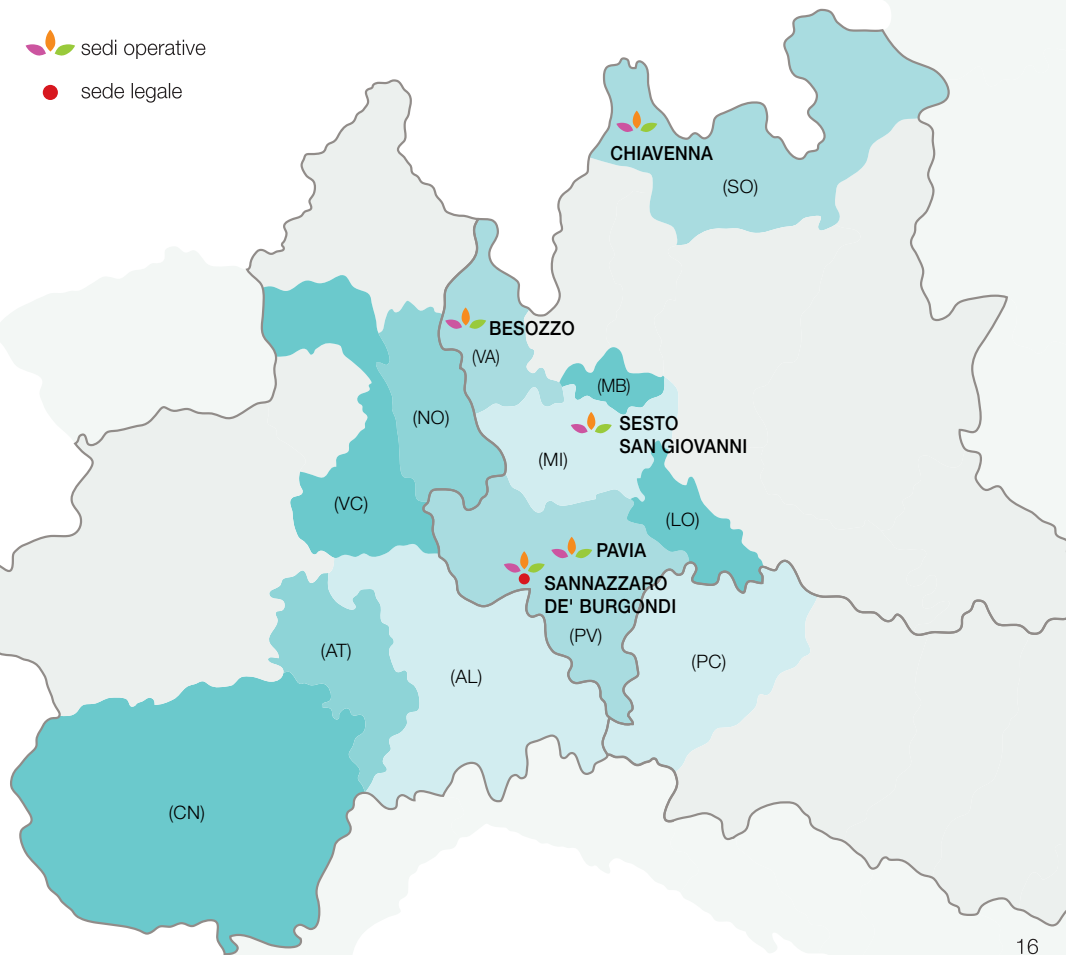 sedi operative
sede legale
CHIAVENNA
(SO)
BESOZZO
(VA)
(MB)
(NO)
SESTO
SAN GIOVANNI
(MI)
(VC)
(LO)
PAVIA
SANNAZZARO
DE' BURGONDI
(PV)
(AT)
(AL)
(PC)
(CN)
16